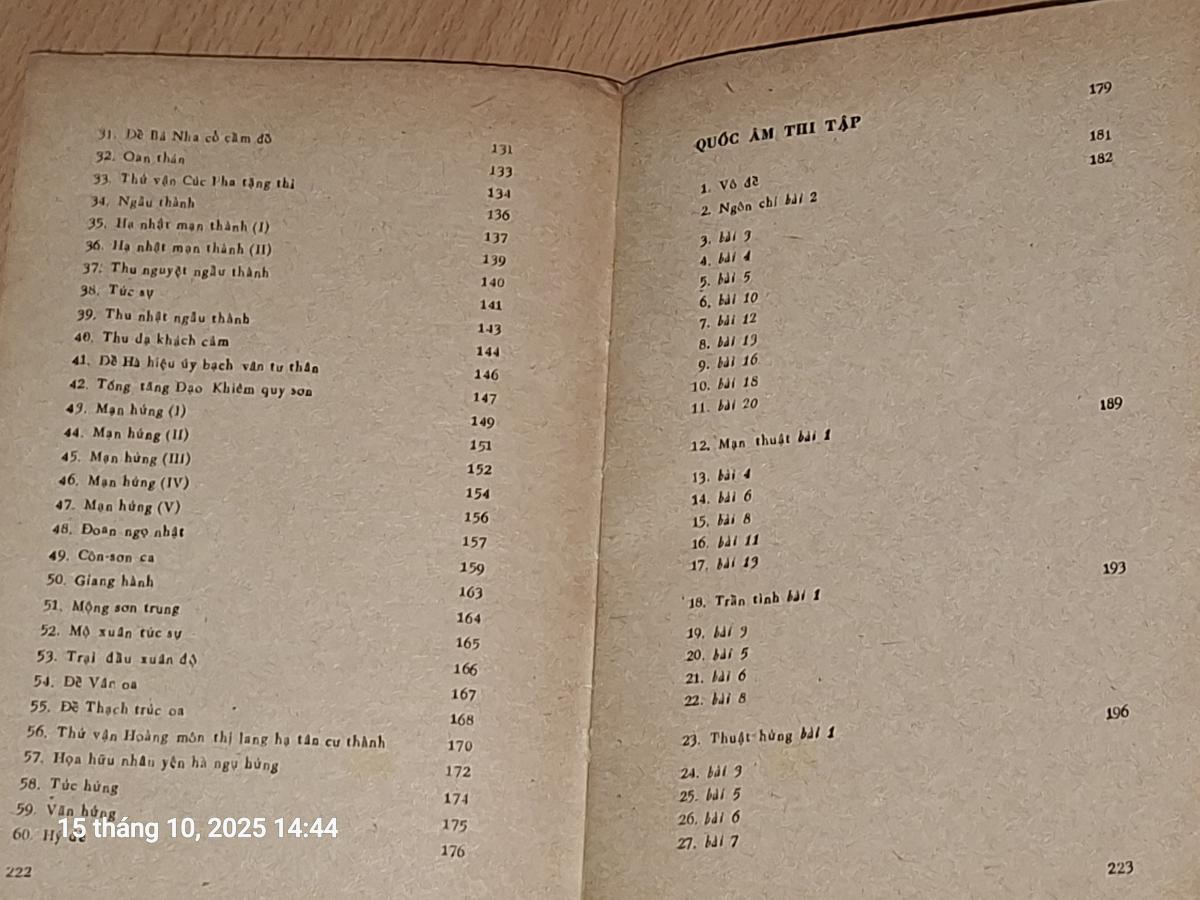 31. Đề Bá Nha cổ cầm đồ 131
32. Oan thán 133
33. Thứ vận Cúc Pha tặng thi 134
34. Ngẫu thành 136
35. Hạ nhật mạn thành (I) 137
36. Hạ nhật mạn thành (II) 139
37. Thu nguyệt ngẫu thành 140
38. Tức sự 141
39. Thu nhật ngẫu thành 143
40. Thu dạ khách cảm 144
41. Đề Hà hiệu úy bạch vân tư thân 146
42. Tống tăng Đạo Khiêm quy sơn 147
43. Mạn hứng (I) 149
44. Mạn hứng (II) 151
45. Mạn hứng (III) 152
46. Mạn hứng (IV) 154
47. Mạn hứng (V) 156
48. Đoan ngọ nhật 157
49. Côn-sơn ca 159
50. Giang hành 163
51. Mộng sơn trung 164
52. Mộ xuân tức sự 165
53. Trại đầu xuân độ 166
54. Đề Vân oa 167
55. Đề Thạch trúc oa 168
56. Thứ vận Hoàng môn thị lang hạ tân cư thành 170
57. Họa hữu nhân yên hà ngụ hứng 172
58. Tức hứng 174
59. Vãn hứng 175
60. Hý đề 176
15 tháng 10, 2025 14:44
222
QUỐC ÂM THI TẬP 179
1. Vô đề 181
2. Ngôn chí bài 2 182
3. bài 3
4. bài 4
5. bài 5
6. bài 10
7. bài 12
8. bài 13
9. bài 16
10. bài 18
11. bài 20
12. Mạn thuật bài 1 189
13. bài 4
14. bài 6
15. bài 8
16. bài 11
17. bài 13
18. Trần tình bài 1 193
19. bài 3
20. bài 5
21. bài 6
22. bài 8
23. Thuật hứng bài 1 196
24. bài 3
25. bài 5
26. bài 6
27. bài 7
223